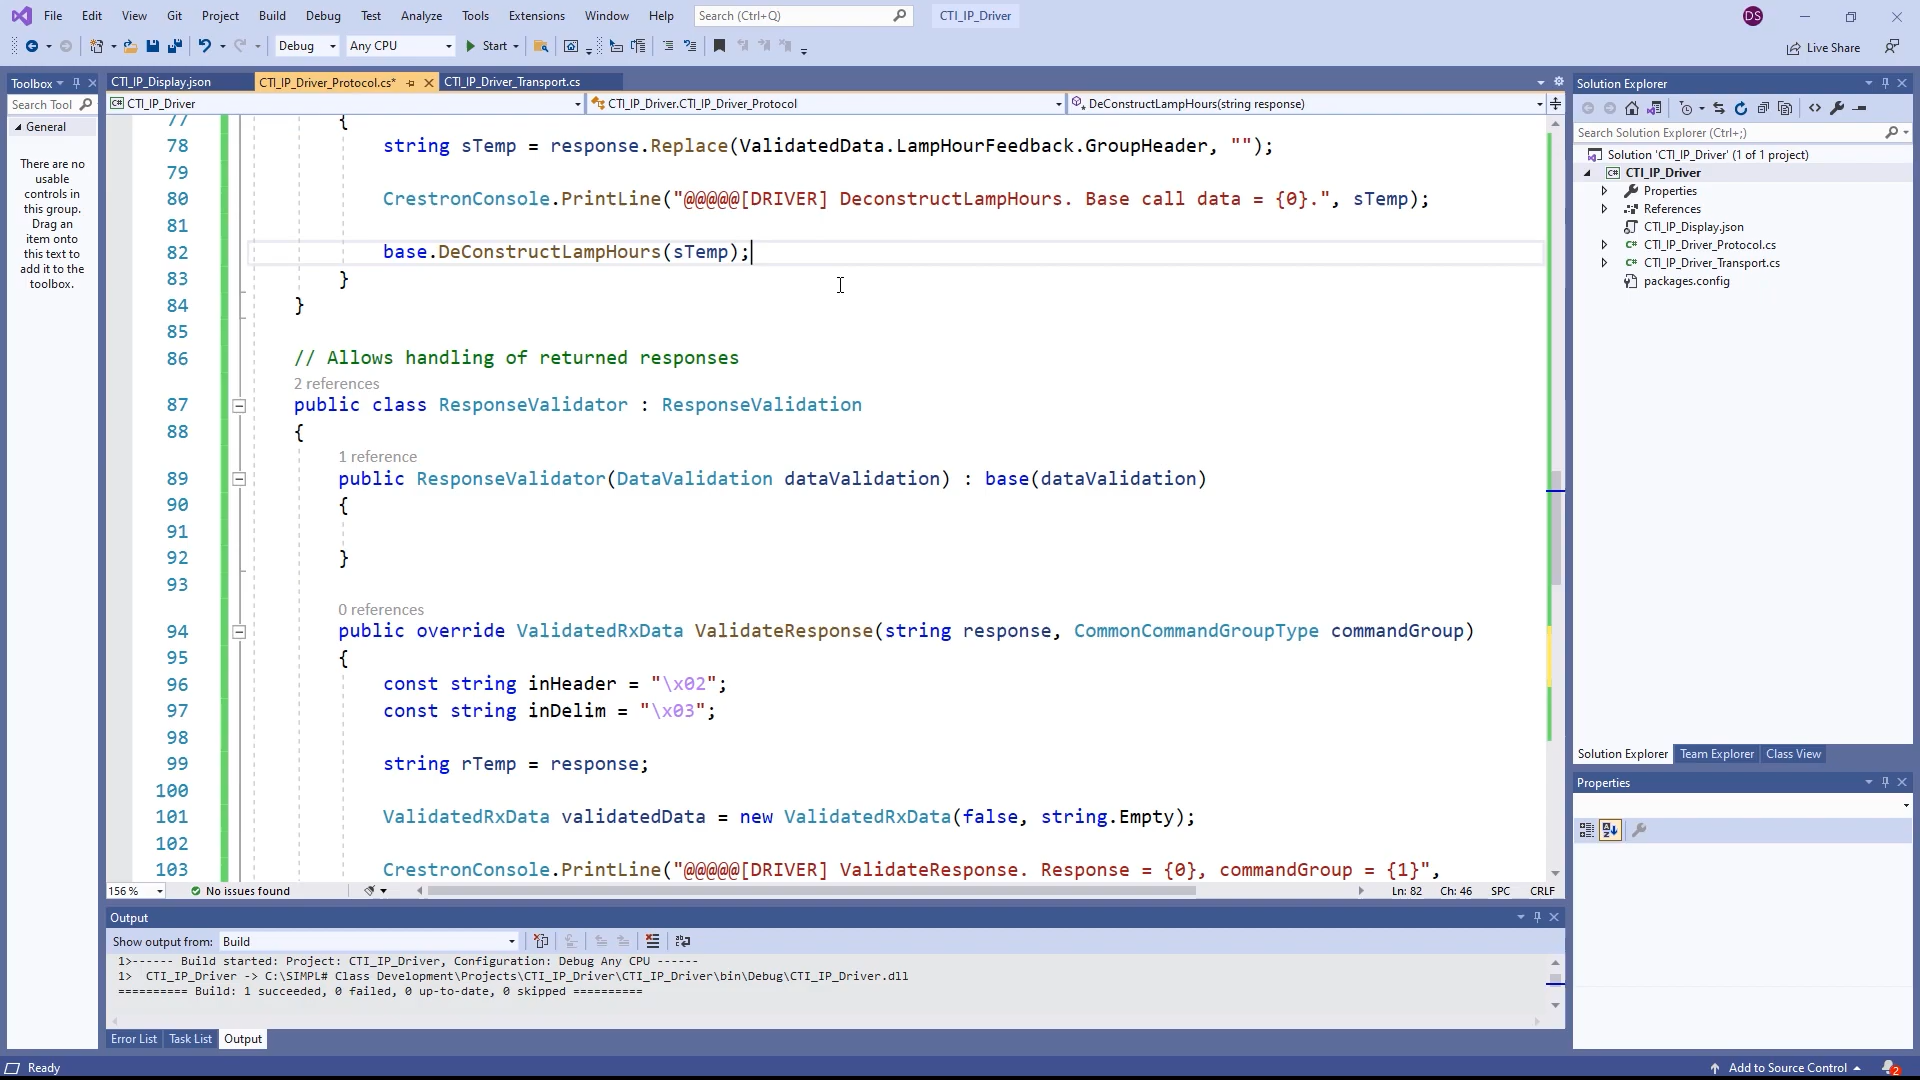 File Edit View Git Project Build Debug Test Analyze Tools Extensions Window Help Search (Ctrl+Q) CTI_IP_Driver DS
Debug Any CPU Start Live Share
Toolbox CTI_IP_Display.json CTI_IP_Driver_Protocol.cs* CTI_IP_Driver_Transport.cs Solution Explorer
Search Tool CTI_IP_Driver CTI_IP_Driver.CTI_IP_Driver_Protocol DeConstructLampHours(string response)
General
There are no
usable
controls in
this group.
Drag an
item onto
this text to
add it to the
toolbox.
77 {
78 string sTemp = response.Replace(ValidatedData.LampHourFeedback.GroupHeader, "");
79
80 CrestronConsole.PrintLine("@@@@@[DRIVER] DeconstructLampHours. Base call data = {0}.", sTemp);
81
82 base.DeConstructLampHours(sTemp);
83 }
84 }
85
86 // Allows handling of returned responses
2 references
87 public class ResponseValidator : ResponseValidation
88 {
1 reference
89 public ResponseValidator(DataValidation dataValidation) : base(dataValidation)
90 {
91
92 }
93
0 references
94 public override ValidatedRxData ValidateResponse(string response, CommonCommandGroupType commandGroup)
95 {
96 const string inHeader = "\x02";
97 const string inDelim = "\x03";
98
99 string rTemp = response;
100
101 ValidatedRxData validatedData = new ValidatedRxData(false, string.Empty);
102
103 CrestronConsole.PrintLine("@@@@@[DRIVER] ValidateResponse. Response = {0}, commandGroup = {1}",
156 % No issues found Ln: 82 Ch: 46 SPC CRLF
Output
Show output from: Build
1>------ Build started: Project: CTI_IP_Driver, Configuration: Debug Any CPU ------
1> CTI_IP_Driver -> C:\SIMPL# Class Development\Projects\CTI_IP_Driver\CTI_IP_Driver\bin\Debug\CTI_IP_Driver.dll
========== Build: 1 succeeded, 0 failed, 0 up-to-date, 0 skipped ==========
Error List Task List Output
Search Solution Explorer (Ctrl+;)
Solution 'CTI_IP_Driver' (1 of 1 project)
CTI_IP_Driver
Properties
References
CTI_IP_Display.json
CTI_IP_Driver_Protocol.cs
CTI_IP_Driver_Transport.cs
packages.config
Solution Explorer Team Explorer Class View
Properties
Ready Add to Source Control 2